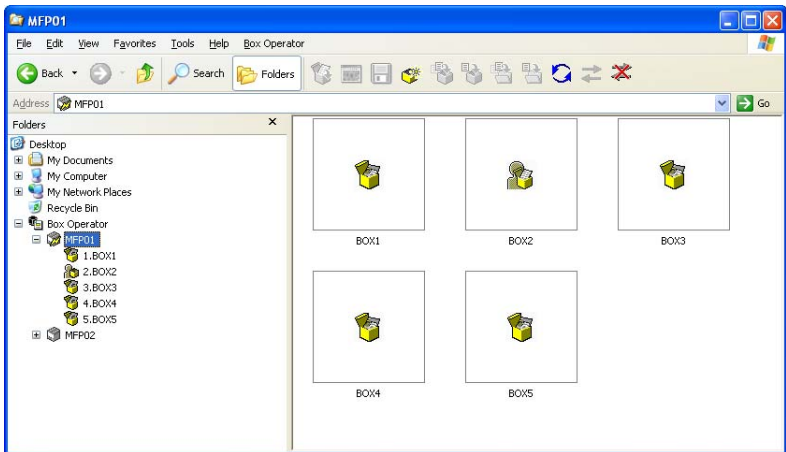 MFP01
File Edit View Favorites Tools Help Box Operator
Back Search Folders
Address MFP01 Go
Folders x
Desktop
My Documents
My Computer
My Network Places
Recycle Bin
Box Operator
MFP01
1.BOX1
2.BOX2
3.BOX3
4.BOX4
5.BOX5
MFP02
BOX1 BOX2 BOX3
BOX4 BOX5